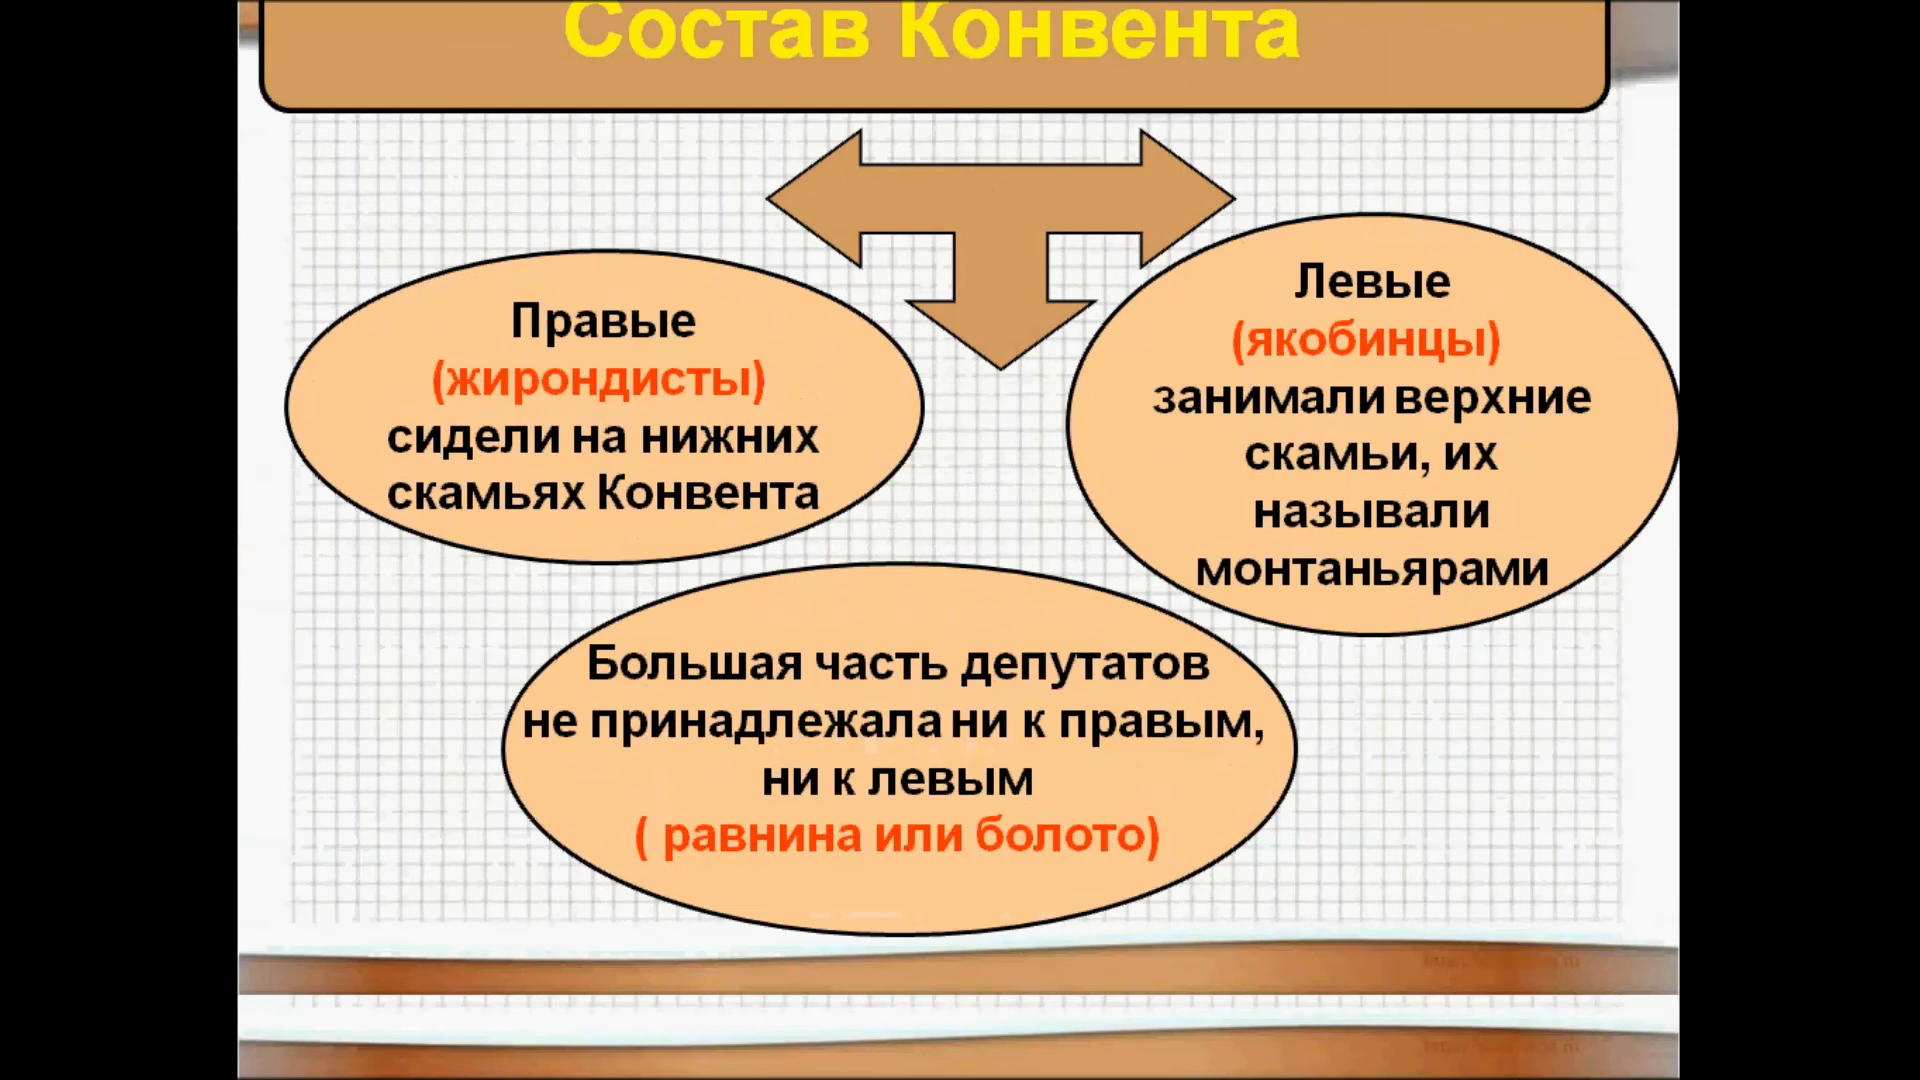 Состав Конвента
Правые
(жирондисты)
сидели на нижних
скамьях Конвента
Левые
(якобинцы)
занимали верхние
скамьи, их
называли
монтаньярами
Большая часть депутатов
не принадлежала ни к правым,
ни к левым
( равнина или болото)